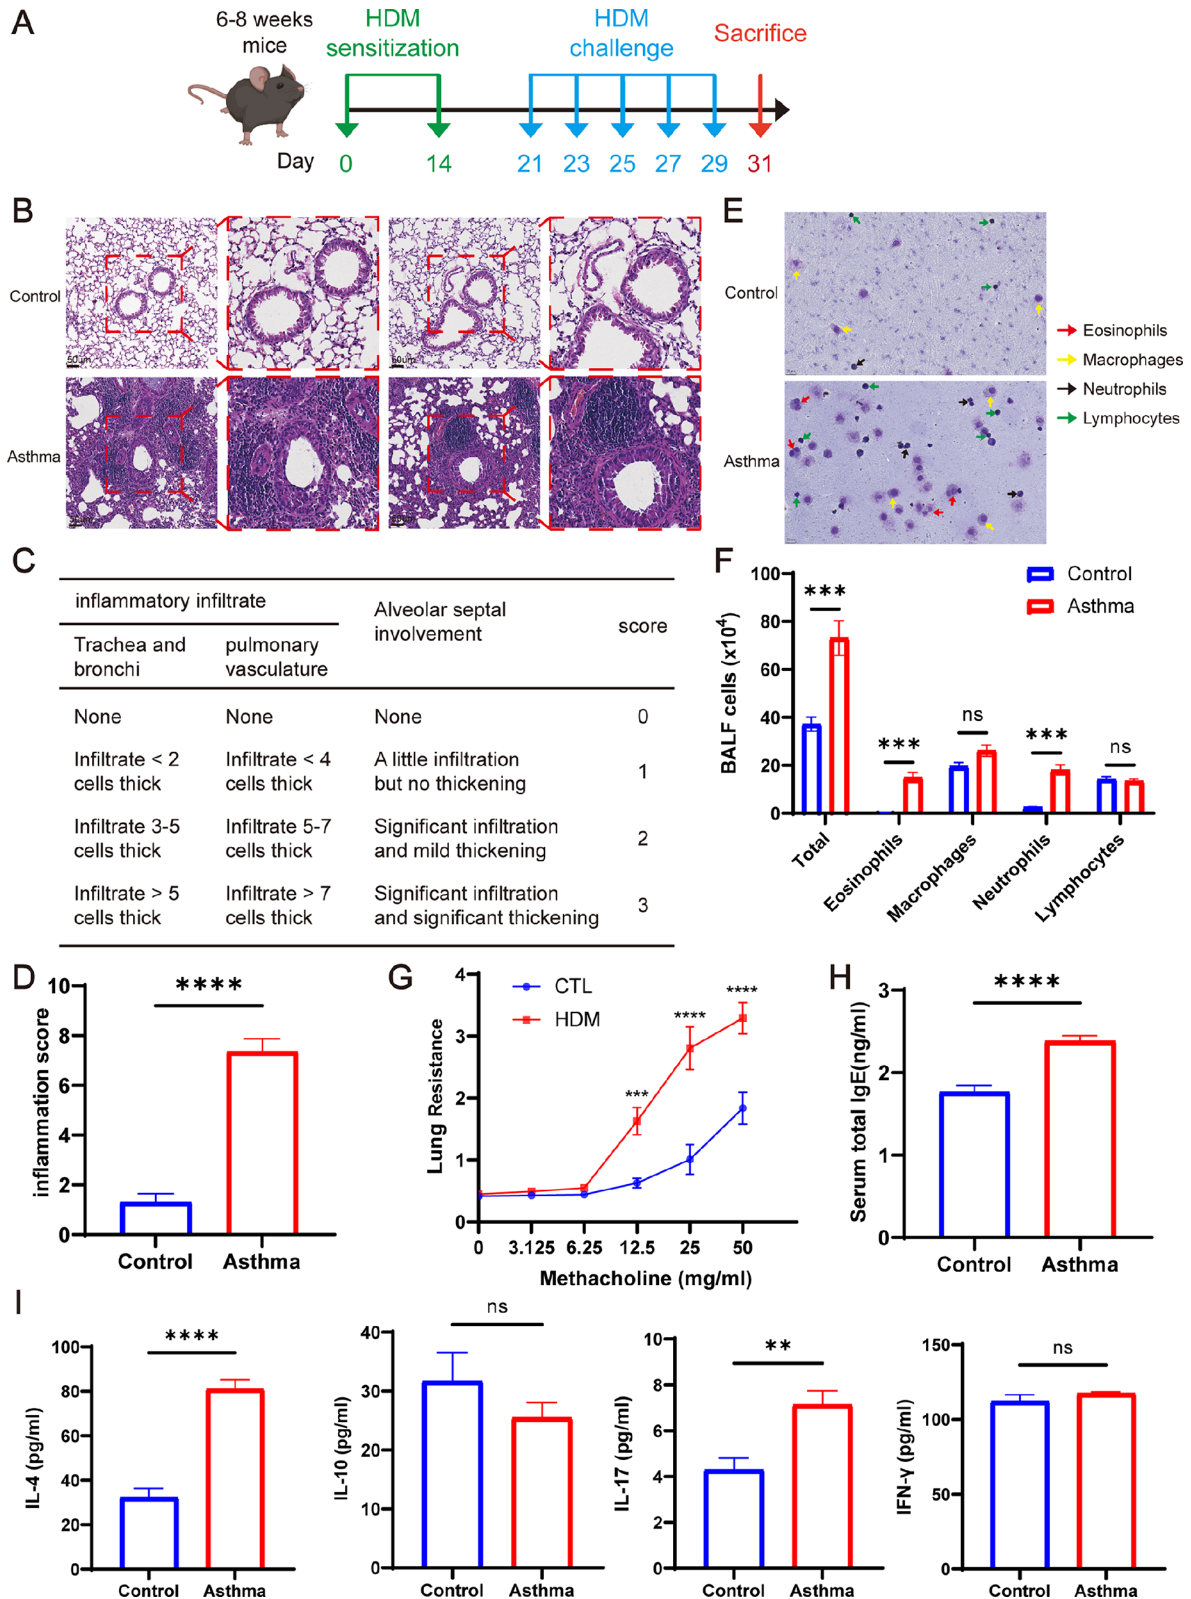 A
6-8 weeks
mice
HDM
sensitization
HDM
challenge
Sacrifice
Day 0 14 21 23 25 27 29 31
B
Control
Asthma
50um
50um
E
Control
Asthma
Eosinophils
Macrophages
Neutrophils
Lymphocytes
C
inflammatory infiltrate
Alveolar septal
involvement
score
Trachea and
bronchi
pulmonary
vasculature
None None None 0
Infiltrate < 2
cells thick
Infiltrate < 4
cells thick
A little infiltration
but no thickening
1
Infiltrate 3-5
cells thick
Infiltrate 5-7
cells thick
Significant infiltration
and mild thickening
2
Infiltrate > 5
cells thick
Infiltrate > 7
cells thick
Significant infiltration
and significant thickening
3
F
BALF cells (x10⁴)
100
80
60
40
20
0
Control
Asthma
***
***
ns
***
ns
Total
Eosinophils
Macrophages
Neutrophils
Lymphocytes
D
inflammation score
10
8
6
4
2
0
****
Control Asthma
G
Lung Resistance
4
3
2
1
0
CTL
HDM
***
****
****
0 3.125 6.25 12.5 25 50
Methacholine (mg/ml)
H
Serum total IgE(ng/ml)
3
2
1
0
****
Control Asthma
I
IL-4 (pg/ml)
100
80
60
40
20
0
****
Control Asthma
IL-10 (pg/ml)
40
30
20
10
0
ns
Control Asthma
IL-17 (pg/ml)
10
8
6
4
2
0
**
Control Asthma
IFN-γ (pg/ml)
150
100
50
0
ns
Control Asthma